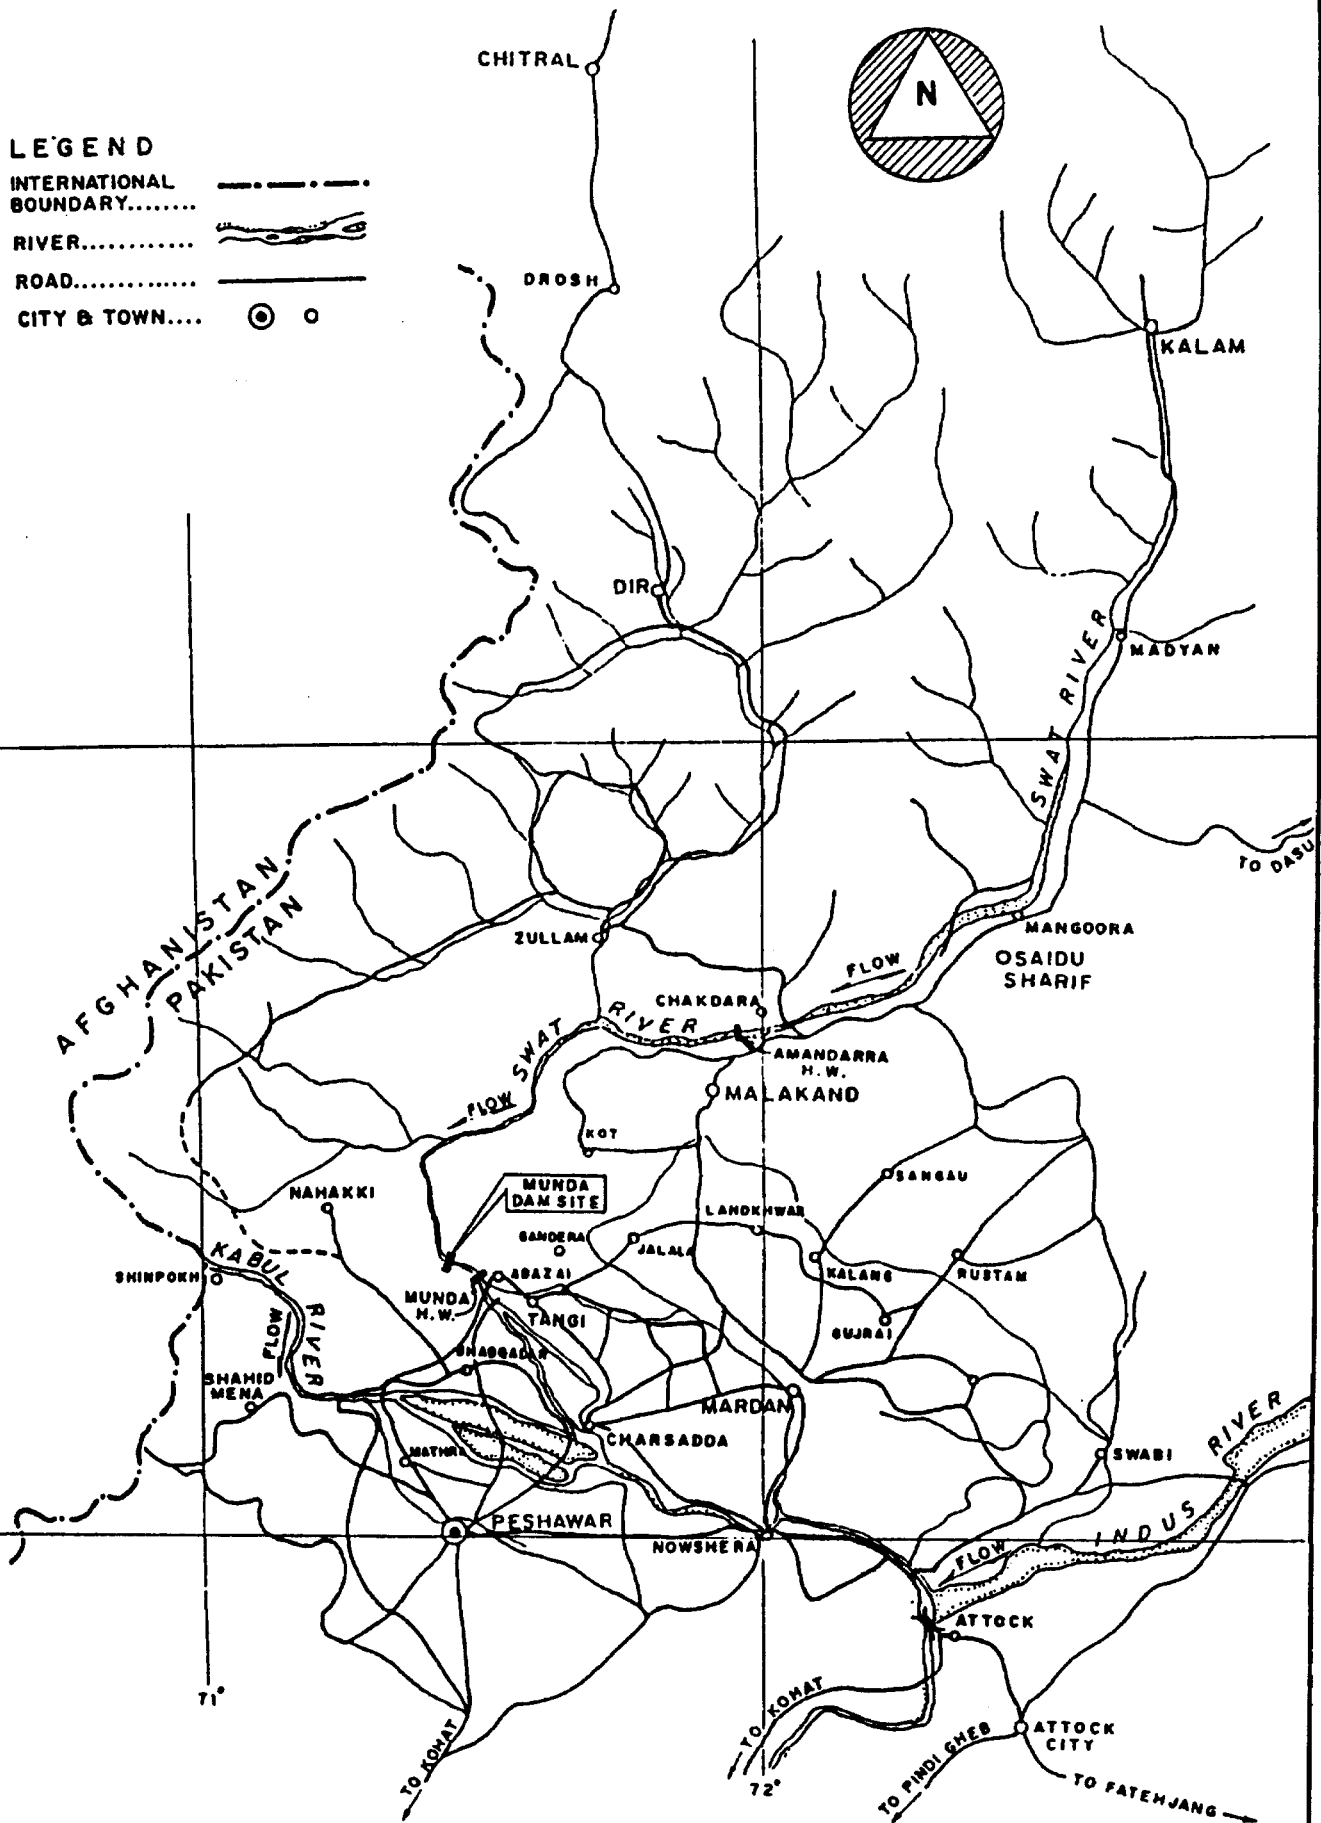 CHITRAL
N
LEGEND
INTERNATIONAL
BOUNDARY........
RIVER............
ROAD.............
CITY & TOWN....
DROSH
KALAM
DIR
MADYAN
SWAT RIVER
TO DASU
AFGHANISTAN
PAKISTAN
ZULLAM
MANGOORA
OSAIDU
SHARIF
FLOW
CHAKDARA
SWAT RIVER
AMANDARRA
H.W.
MALAKAND
FLOW
KOT
SANGAU
MUNDA
DAM SITE
NAHAKKI
LANDKHWAR
GANDERA
JALALA
KABUL RIVER
SHINPOKH
ABAZAI
KALANG
RUSTAM
MUNDA
H.W.
TANGI
GUJRAI
FLOW
SHABGADAR
SHAHID
MENA
MARDAN
CHARSADDA
MATHRA
SWABI
INDUS RIVER
PESHAWAR
NOWSHERA
FLOW
ATTOCK
71°
TO KOHAT
TO KOHAT
72°
ATTOCK
CITY
TO PINDI GHEB
TO FATEHJANG